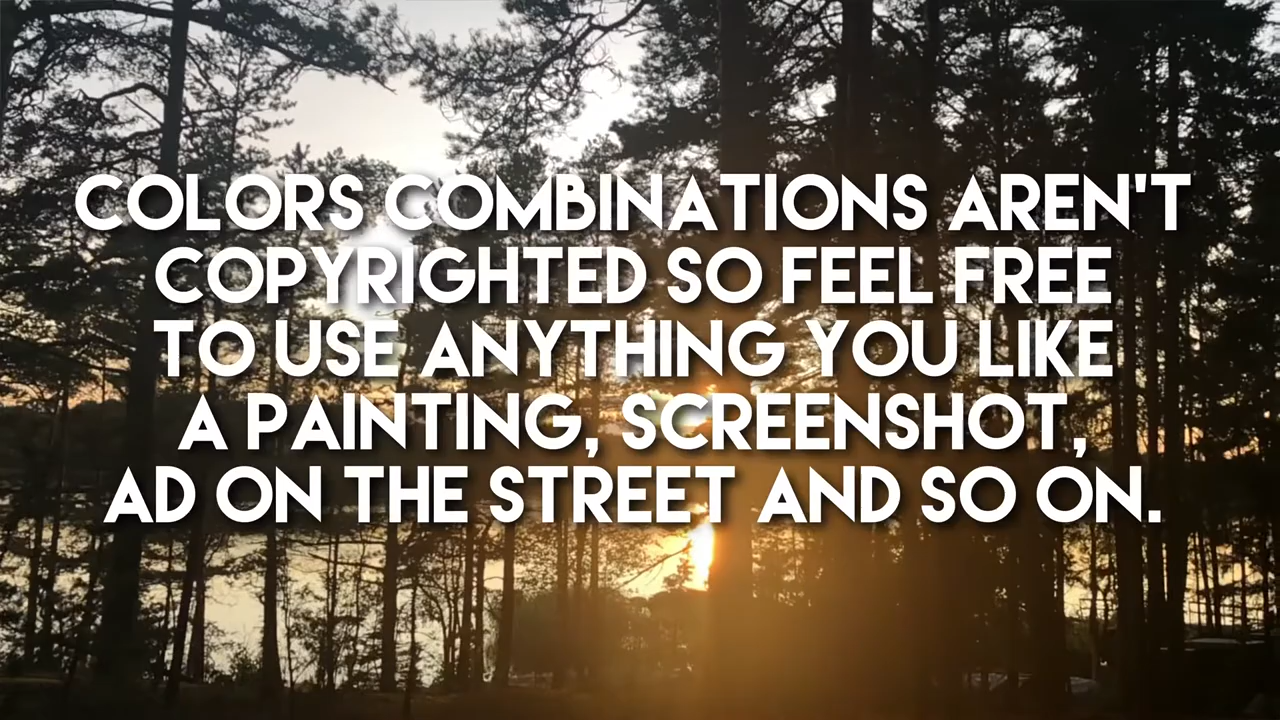 COLORS COMBINATIONS AREN'T
COPYRIGHTED SO FEEL FREE
TO USE ANYTHING YOU LIKE
A PAINTING, SCREENSHOT,
AD ON THE STREET AND SO ON.